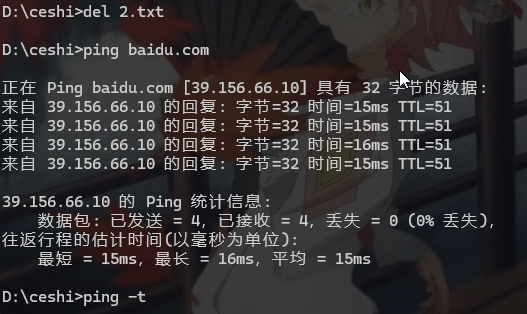 D:\ceshi>del 2.txt
D:\ceshi>ping baidu.com
正在 Ping baidu.com [39.156.66.10] 具有 32 字节的数据:
来自 39.156.66.10 的回复: 字节=32 时间=15ms TTL=51
来自 39.156.66.10 的回复: 字节=32 时间=15ms TTL=51
来自 39.156.66.10 的回复: 字节=32 时间=16ms TTL=51
来自 39.156.66.10 的回复: 字节=32 时间=15ms TTL=51
39.156.66.10 的 Ping 统计信息:
数据包: 已发送 = 4，已接收 = 4，丢失 = 0 (0% 丢失)，
往返行程的估计时间(以毫秒为单位):
最短 = 15ms，最长 = 16ms，平均 = 15ms
D:\ceshi>ping -t